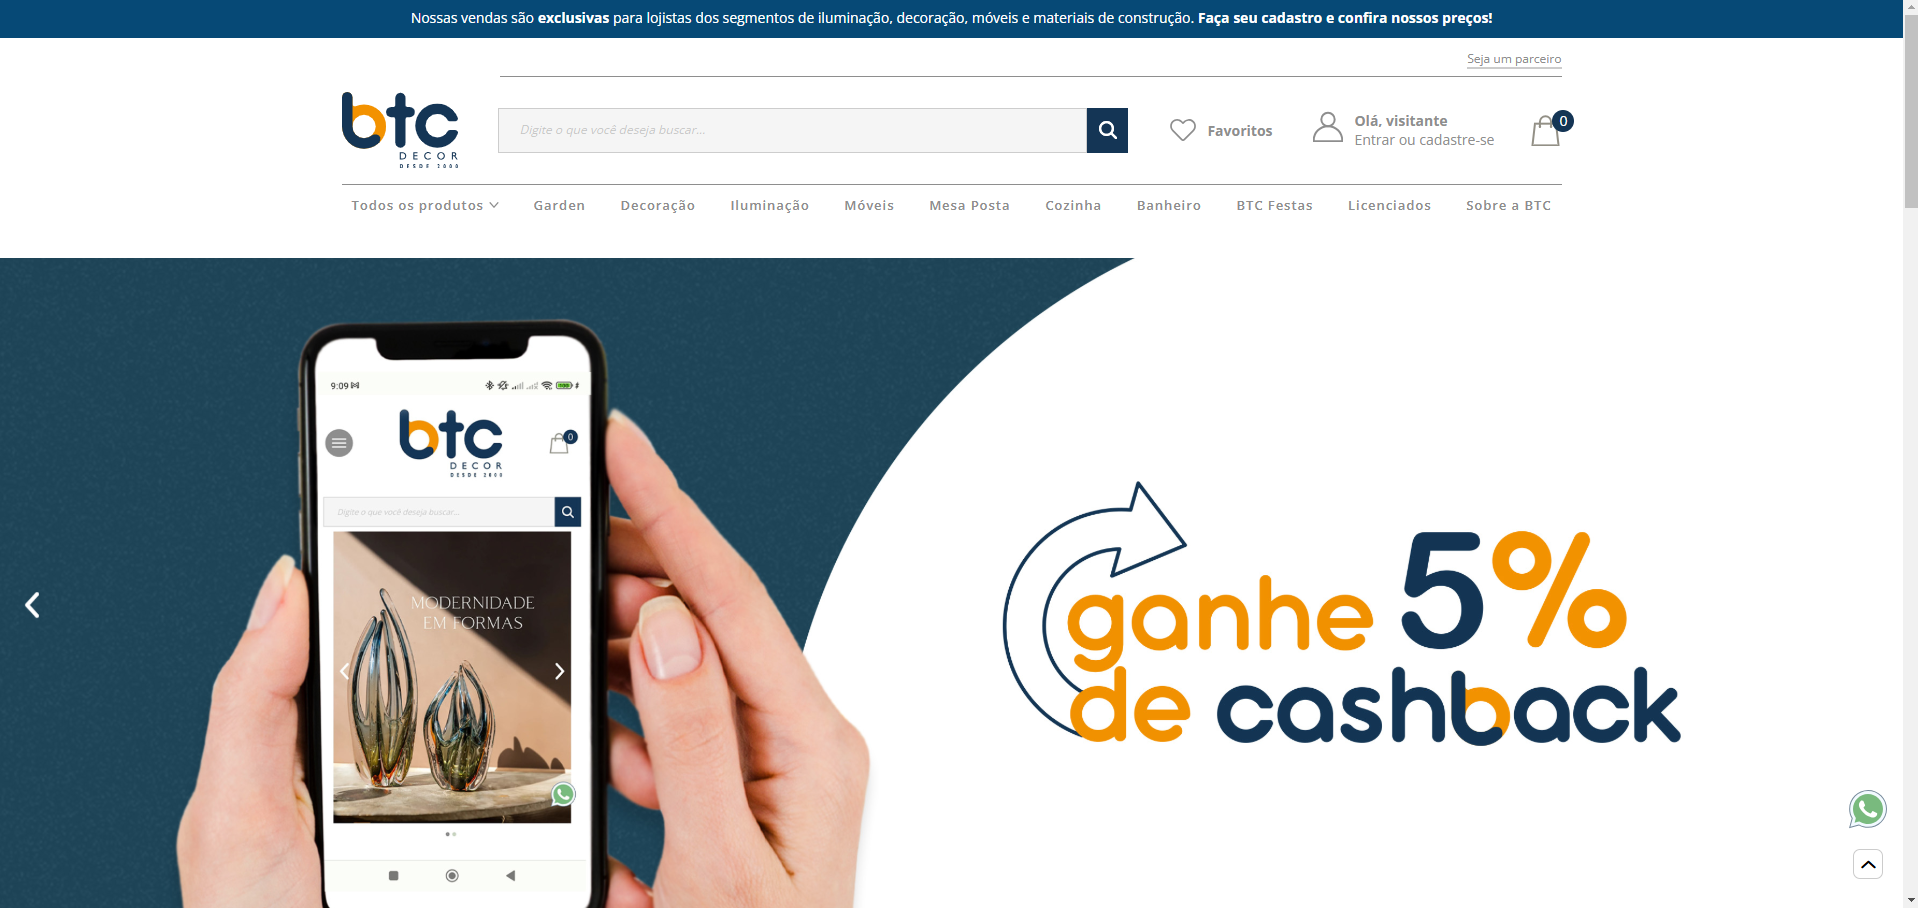 Nossas vendas são exclusivas para lojistas dos segmentos de iluminação, decoração, móveis e materiais de construção. Faça seu cadastro e confira nossos preços!
Seja um parceiro
btc
DECOR
DESDE 2000
Digite o que você deseja buscar...
Favoritos
Olá, visitante
Entrar ou cadastre-se
0
Todos os produtos
Garden
Decoração
Iluminação
Móveis
Mesa Posta
Cozinha
Banheiro
BTC Festas
Licenciados
Sobre a BTC
9:09
btc
DECOR
DESDE 2000
0
Digite o que você deseja buscar...
MODERNIDADE
EM FORMAS
ganhe 5%
de cashback